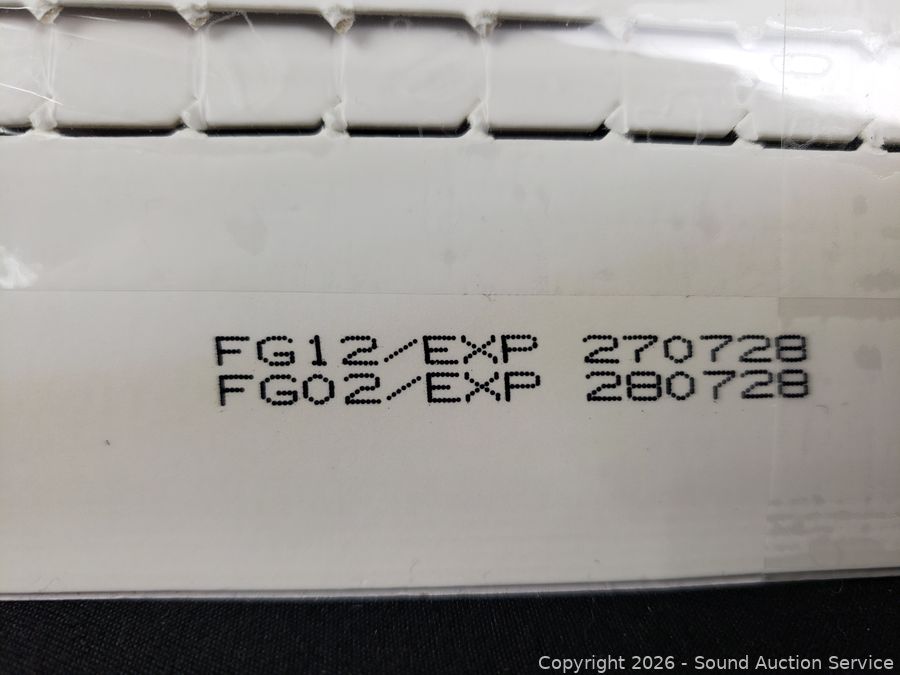 FG12/EXP 270728
FG02/EXP 280728
Copyright 2026 - Sound Auction Service